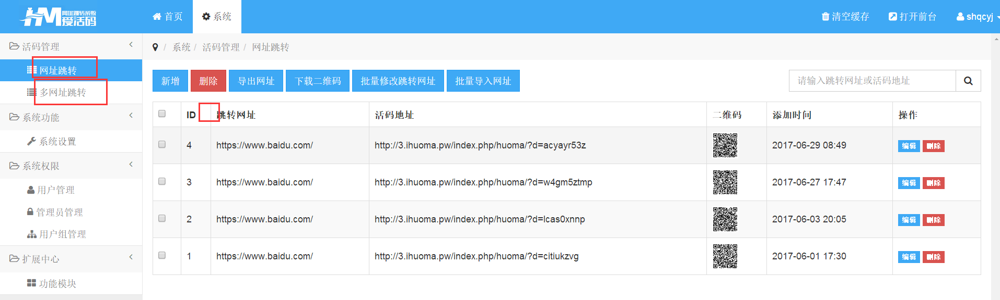 HM 网址跳转系统
爱活码
首页
系统
清空缓存
打开前台
shqcyj
活码管理
网址跳转
多网址跳转
系统功能
系统设置
系统权限
用户管理
管理员管理
用户组管理
扩展中心
功能模块
/ 系统 / 活码管理 / 网址跳转
新增 删除 导出网址 下载二维码 批量修改跳转网址 批量导入网址
请输入跳转网址或活码地址
ID 跳转网址 活码地址 二维码 添加时间 操作
4 https://www.baidu.com/ http://3.ihuoma.pw/index.php/huoma/?d=acyayr53z 2017-06-29 08:49 编辑 删除
3 https://www.baidu.com/ http://3.ihuoma.pw/index.php/huoma/?d=w4gm5ztmp 2017-06-27 17:47 编辑 删除
2 https://www.baidu.com/ http://3.ihuoma.pw/index.php/huoma/?d=lcas0xnnp 2017-06-03 20:05 编辑 删除
1 https://www.baidu.com/ http://3.ihuoma.pw/index.php/huoma/?d=citiukzvg 2017-06-01 17:30 编辑 删除